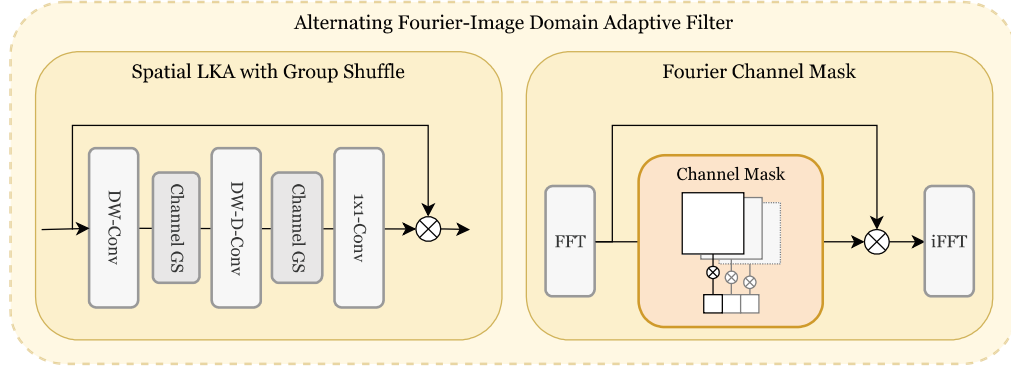 Alternating Fourier-Image Domain Adaptive Filter
Spatial LKA with Group Shuffle
DW-Conv
Channel GS
DW-D-Conv
Channel GS
1x1-Conv
Fourier Channel Mask
FFT
Channel Mask
iFFT